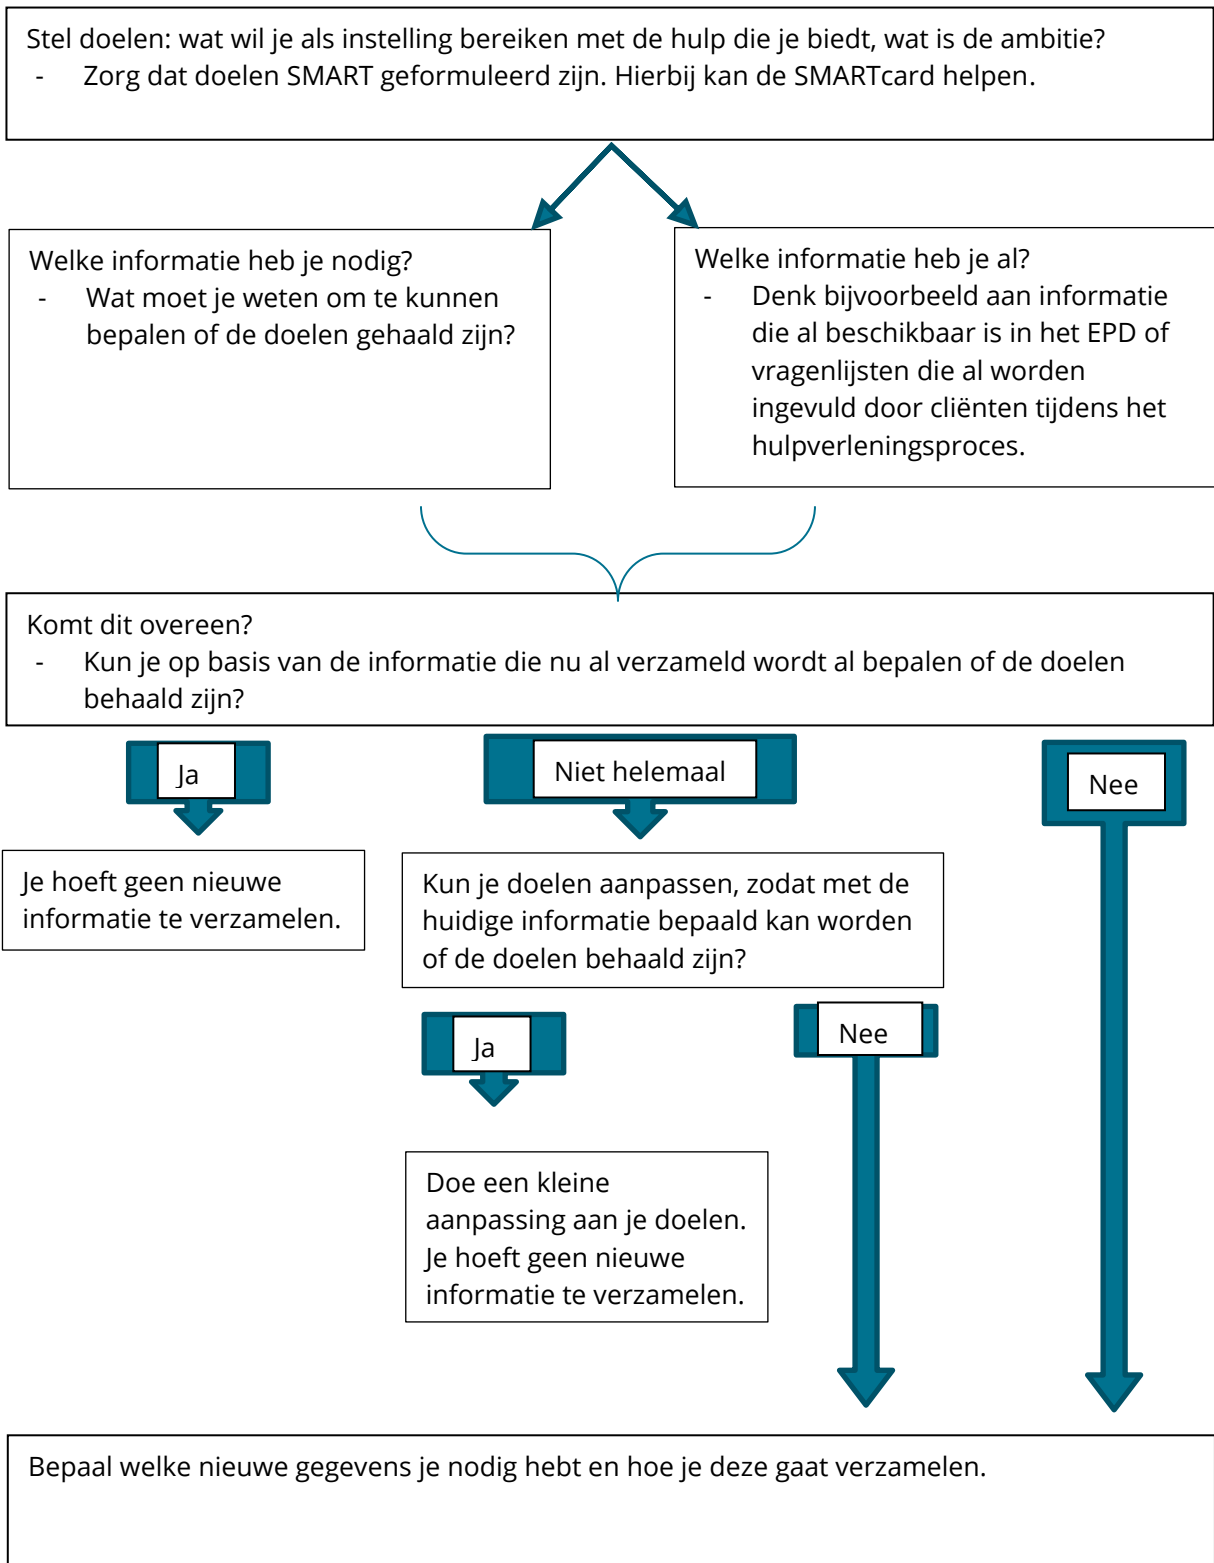 Stel doelen: wat wil je als instelling bereiken met de hulp die je biedt, wat is de ambitie?
- Zorg dat doelen SMART geformuleerd zijn. Hierbij kan de SMARTcard helpen.
Welke informatie heb je nodig?
- Wat moet je weten om te kunnen
bepalen of de doelen gehaald zijn?
Welke informatie heb je al?
- Denk bijvoorbeeld aan informatie
die al beschikbaar is in het EPD of
vragenlijsten die al worden
ingevuld door cliënten tijdens het
hulpverleningsproces.
Komt dit overeen?
- Kun je op basis van de informatie die nu al verzameld wordt al bepalen of de doelen
behaald zijn?
Ja
Niet helemaal
Nee
Je hoeft geen nieuwe
informatie te verzamelen.
Kun je doelen aanpassen, zodat met de
huidige informatie bepaald kan worden
of de doelen behaald zijn?
Ja
Nee
Doe een kleine
aanpassing aan je doelen.
Je hoeft geen nieuwe
informatie te verzamelen.
Bepaal welke nieuwe gegevens je nodig hebt en hoe je deze gaat verzamelen.